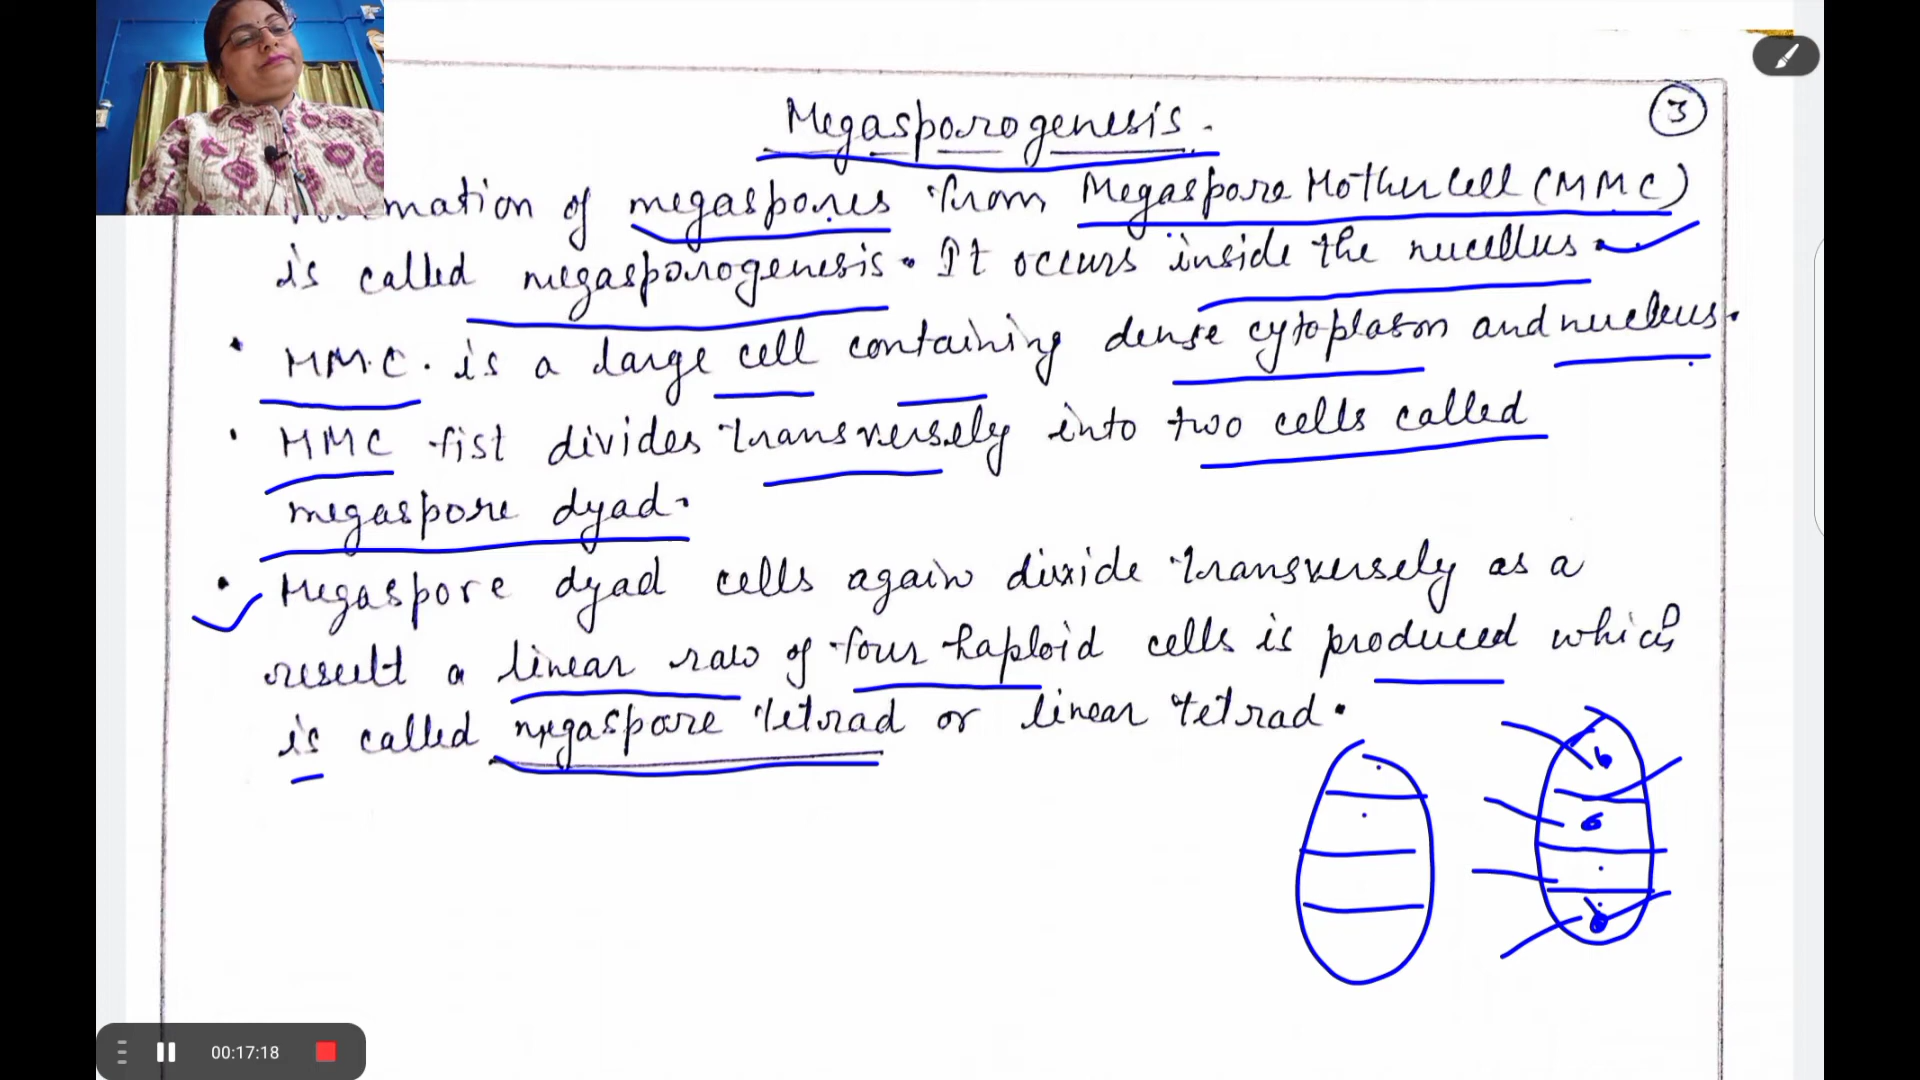 3
Megasporogenesis.
mation of megaspores from Megaspore Mother Cell (MMC)
is called megasporogenesis. It occurs inside the nucellus.
• MMC. is a large cell containing dense cytoplasm and nucleus.
• MMC fist divides transversely into two cells called
megaspore dyad.
• Megaspore dyad cells again divide transversely as a
result a linear raw of four haploid cells is produced which
is called megaspore tetrad or linear tetrad.
00:17:18